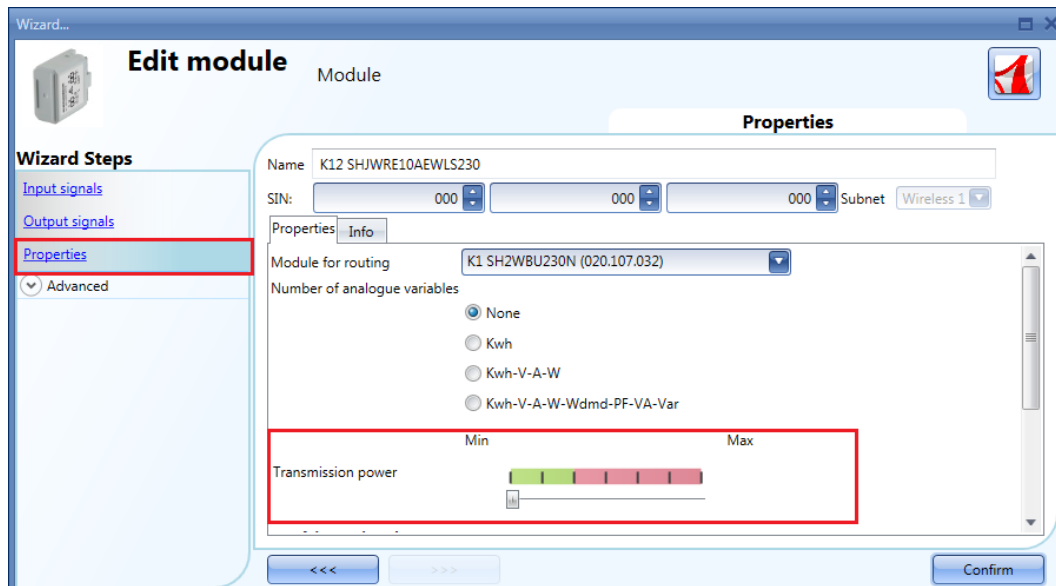 Wizard...
Edit module
Module
Properties
Wizard Steps
Input signals
Output signals
Properties
Advanced
Name K12 SHJWRE10AEWLS230
SIN: 000 000 000 Subnet Wireless 1
Properties Info
Module for routing K1 SH2WBU230N (020.107.032)
Number of analogue variables
None
Kwh
Kwh-V-A-W
Kwh-V-A-W-Wdmd-PF-VA-Var
Min Max
Transmission power
<<< >>> Confirm